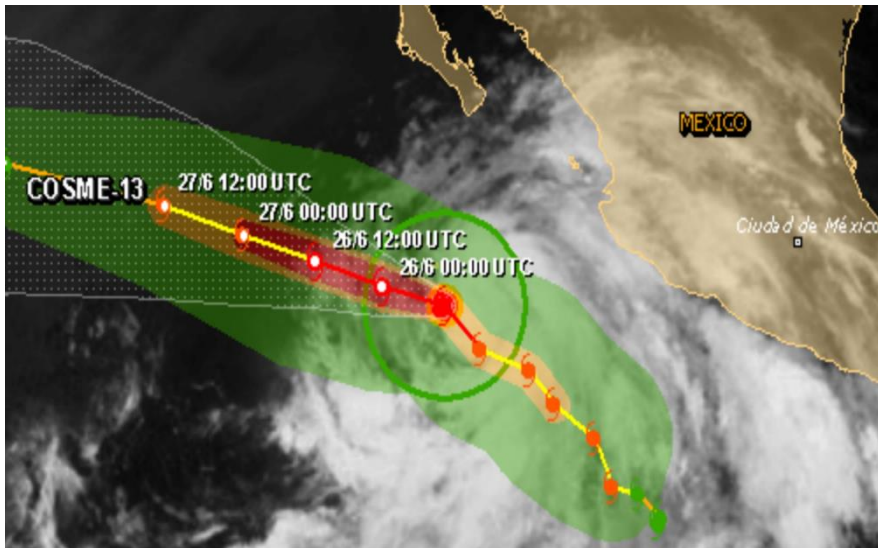 MEXICO
27/6 12:00 UTC
COSME-13
27/6 00:00 UTC
Ciudad de México
26/6 12:00 UTC
26/6 00:00 UTC